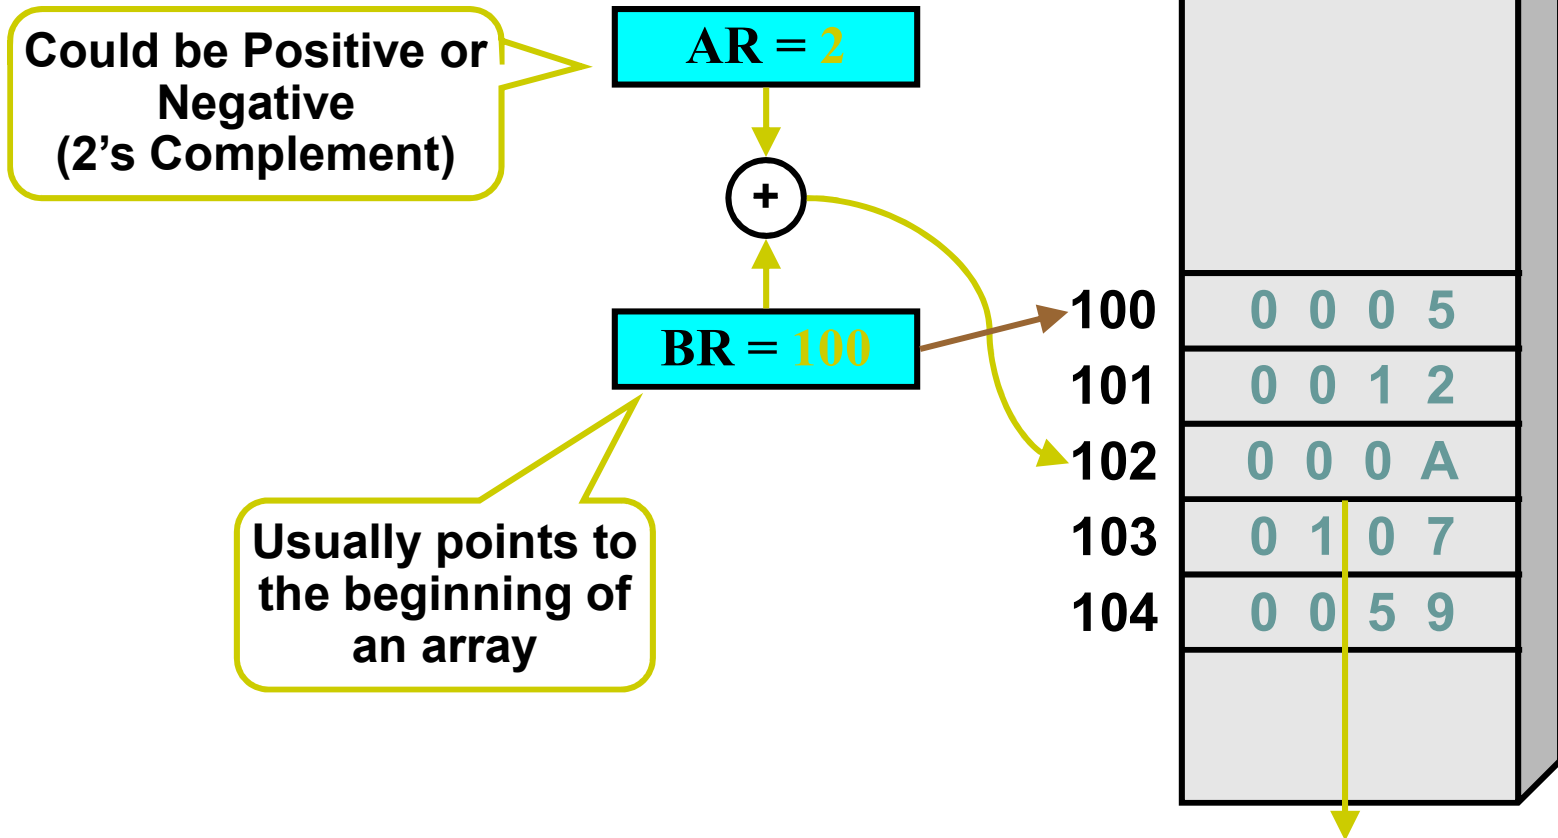 Could be Positive or
Negative
(2’s Complement)
AR = 2
+
BR = 100
Usually points to
the beginning of
an array
100 0 0 0 5
101 0 0 1 2
102 0 0 0 A
103 0 1 0 7
104 0 0 5 9